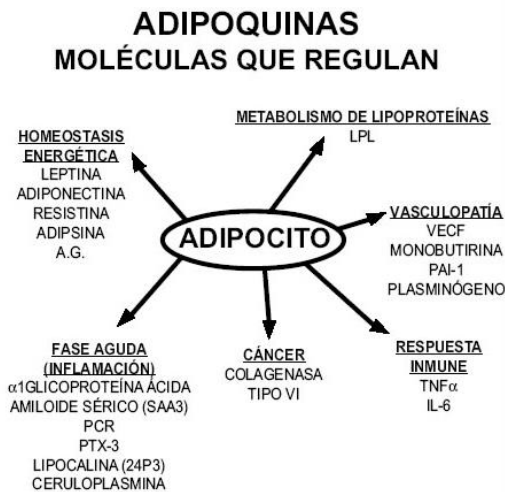 ADIPOQUINAS
MOLÉCULAS QUE REGULAN
METABOLISMO DE LIPOPROTEÍNAS
LPL
HOMEOSTASIS
ENERGÉTICA
LEPTINA
ADIPONECTINA
RESISTINA
ADIPSINA
A.G.
ADIPOCITO
VASCULOPATÍA
VECF
MONOBUTIRINA
PAI-1
PLASMINÓGENO
FASE AGUDA
(INFLAMACIÓN)
α1GLICOPROTEÍNA ÁCIDA
AMILOIDE SÉRICO (SAA3)
PCR
PTX-3
LIPOCALINA (24P3)
CERULOPLASMINA
CÁNCER
COLAGENASA
TIPO VI
RESPUESTA
INMUNE
TNFα
IL-6